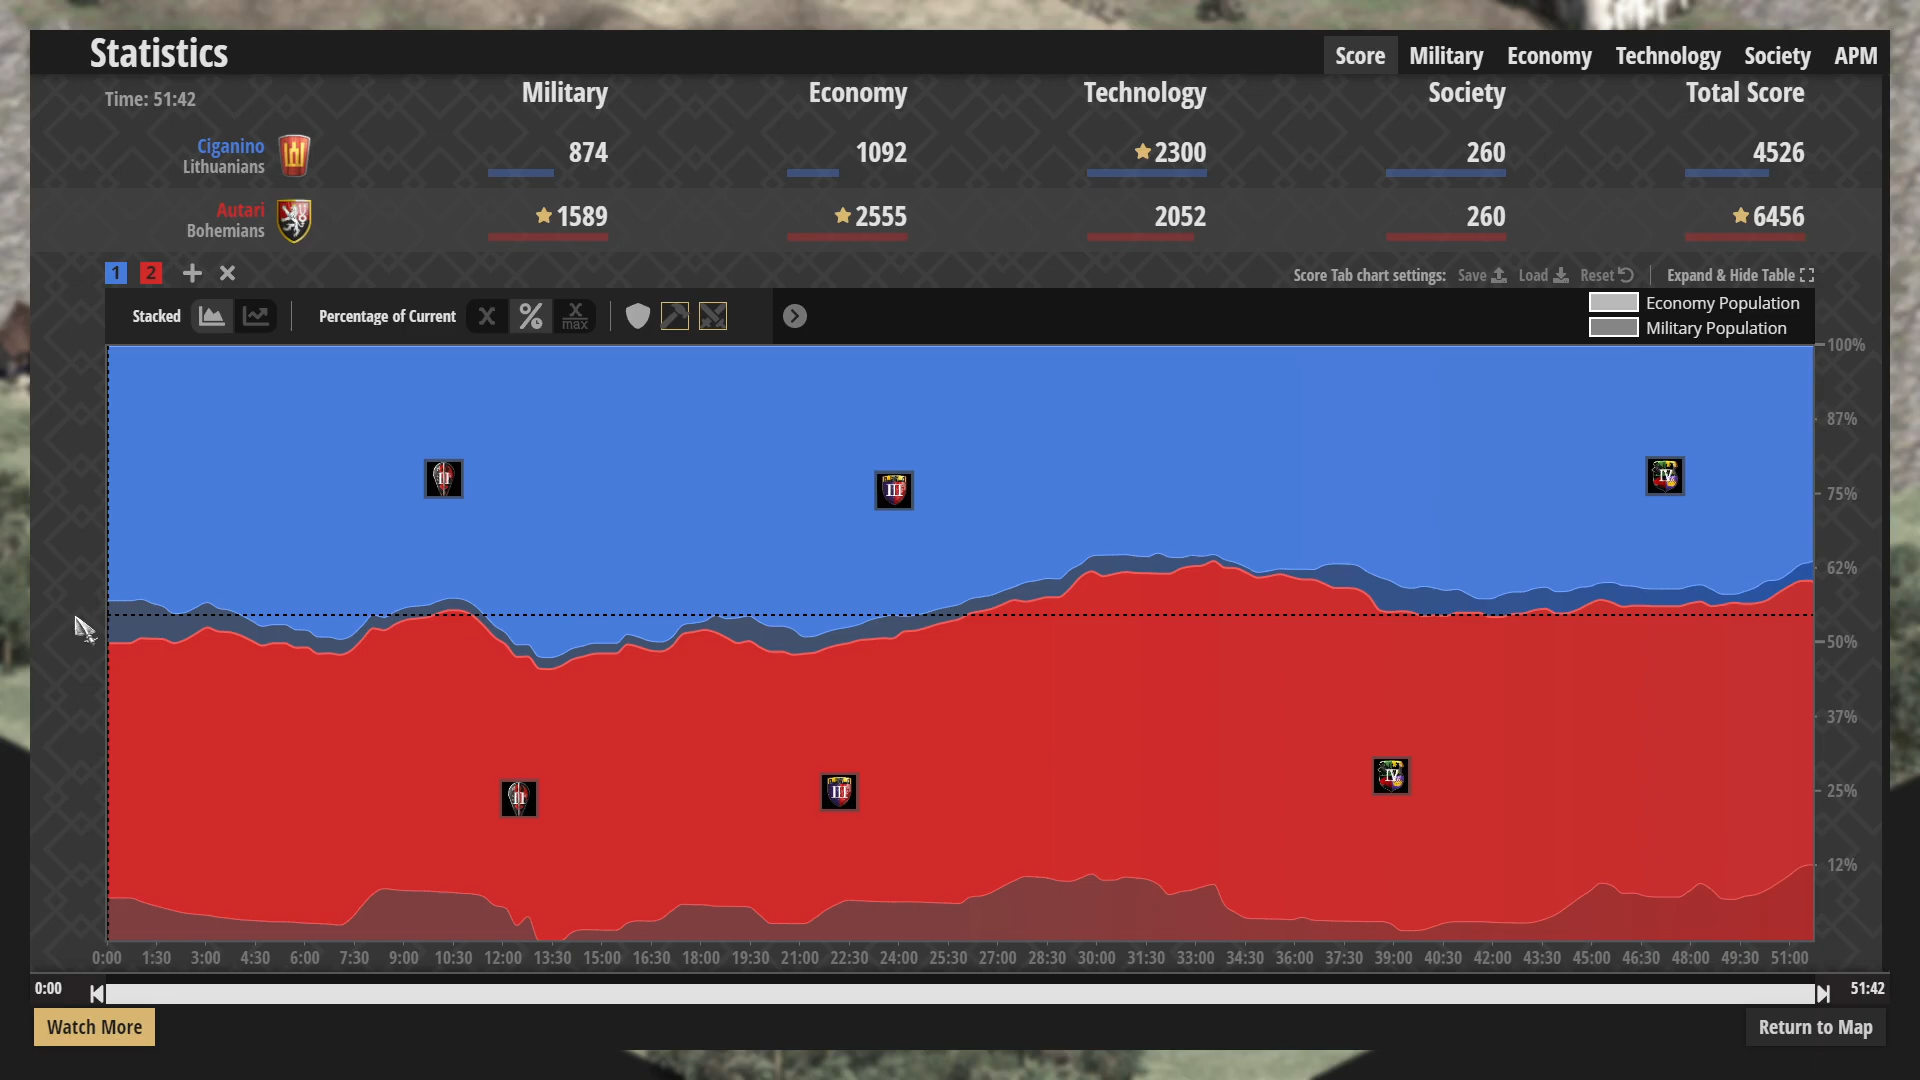 Statistics
Score Military Economy Technology Society APM
Time: 51:42
Military Economy Technology Society Total Score
Ciganino
Lithuanians
874 1092 2300 260 4526
Autari
Bohemians
1589 2555 2052 260 6456
1 2
Score Tab chart settings: Save Load Reset Expand & Hide Table
Stacked
Percentage of Current
X % X max
Economy Population
Military Population
100%
87%
75%
62%
50%
37%
25%
12%
II
III
IV
II
III
IV
0:00 1:30 3:00 4:30 6:00 7:30 9:00 10:30 12:00 13:30 15:00 16:30 18:00 19:30 21:00 22:30 24:00 25:30 27:00 28:30 30:00 31:30 33:00 34:30 36:00 37:30 39:00 40:30 42:00 43:30 45:00 46:30 48:00 49:30 51:00
0:00
51:42
Watch More
Return to Map